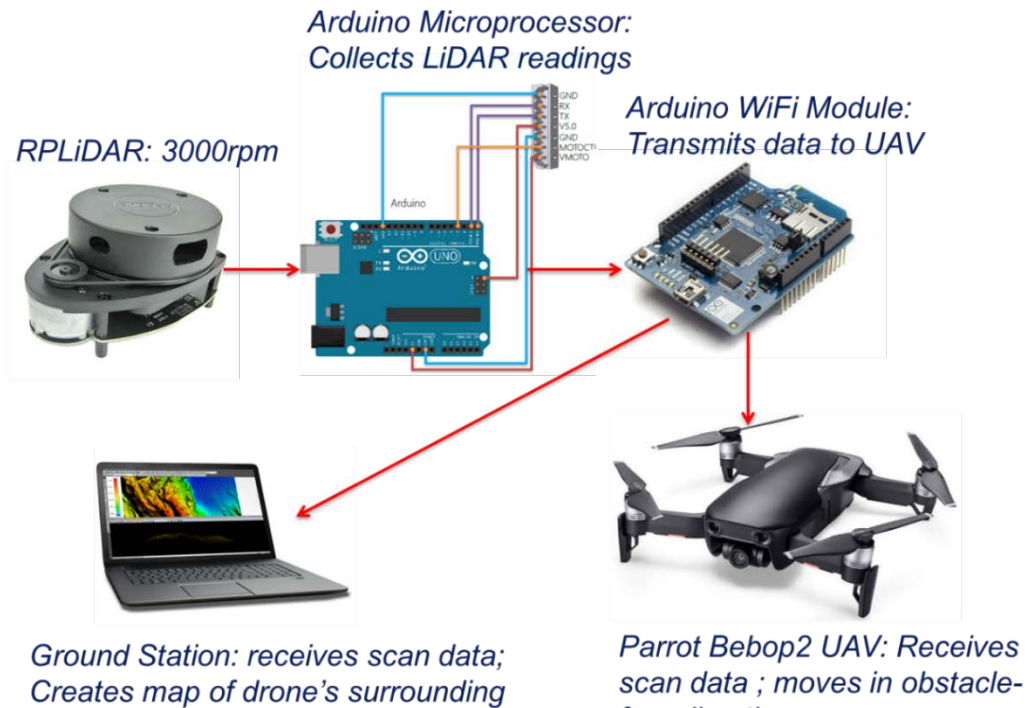 Arduino Microprocessor:
Collects LiDAR readings
GND
RX
TX
V5.0
GND
MOTOCTL
VMOTO
Arduino WiFi Module:
Transmits data to UAV
RPLiDAR: 3000rpm
Arduino
UNO
Arduino
Ground Station: receives scan data;
Creates map of drone's surrounding
Parrot Bebop2 UAV: Receives
scan data ; moves in obstacle-